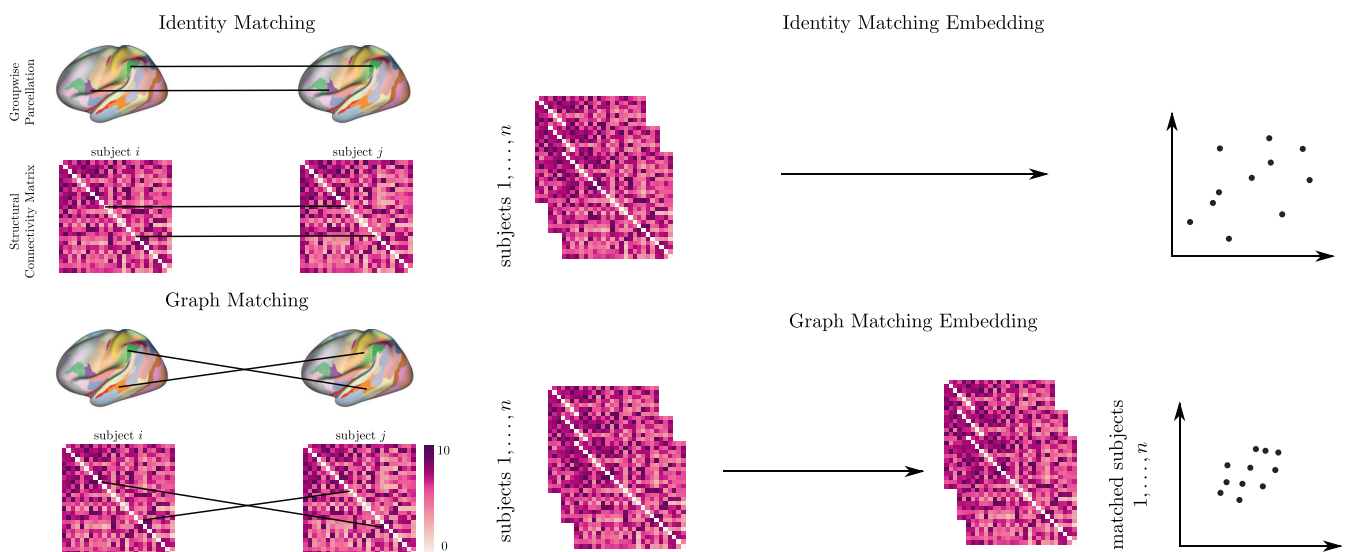 Identity Matching
Groupwise
Parcellation
subject i
subject j
Structural
Connectivity Matrix
Graph Matching
subject i
subject j
10
0
Identity Matching Embedding
subjects 1, . . . , n
Graph Matching Embedding
subjects 1, . . . , n
matched subjects
1, . . . , n